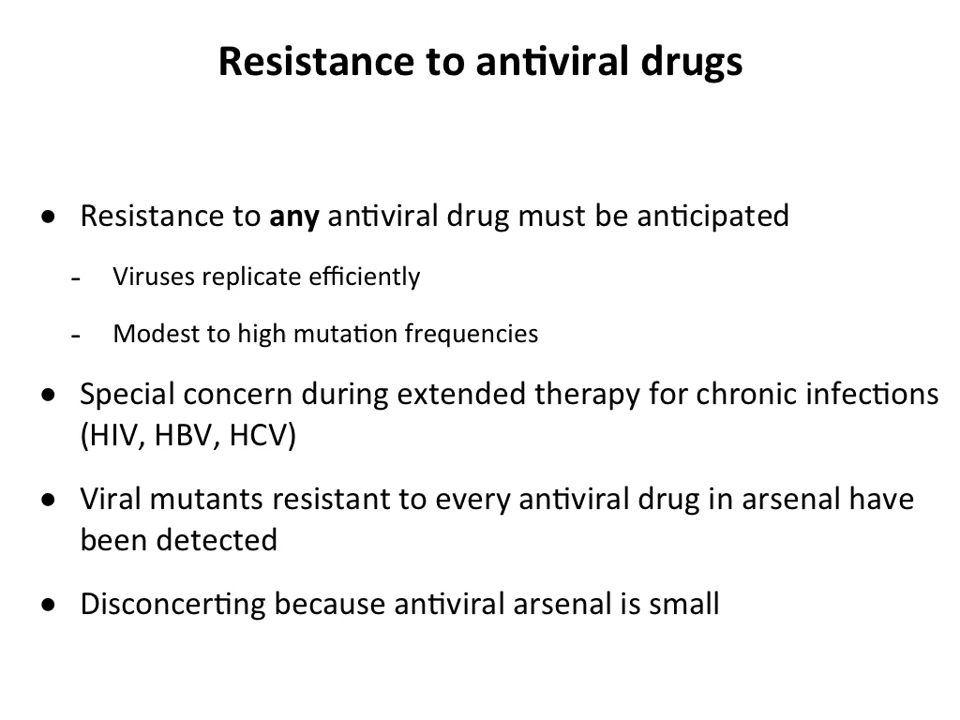 Resistance to antiviral drugs
● Resistance to any antiviral drug must be anticipated
- Viruses replicate efficiently
- Modest to high mutation frequencies
● Special concern during extended therapy for chronic infections
(HIV, HBV, HCV)
● Viral mutants resistant to every antiviral drug in arsenal have
been detected
● Disconcerting because antiviral arsenal is small